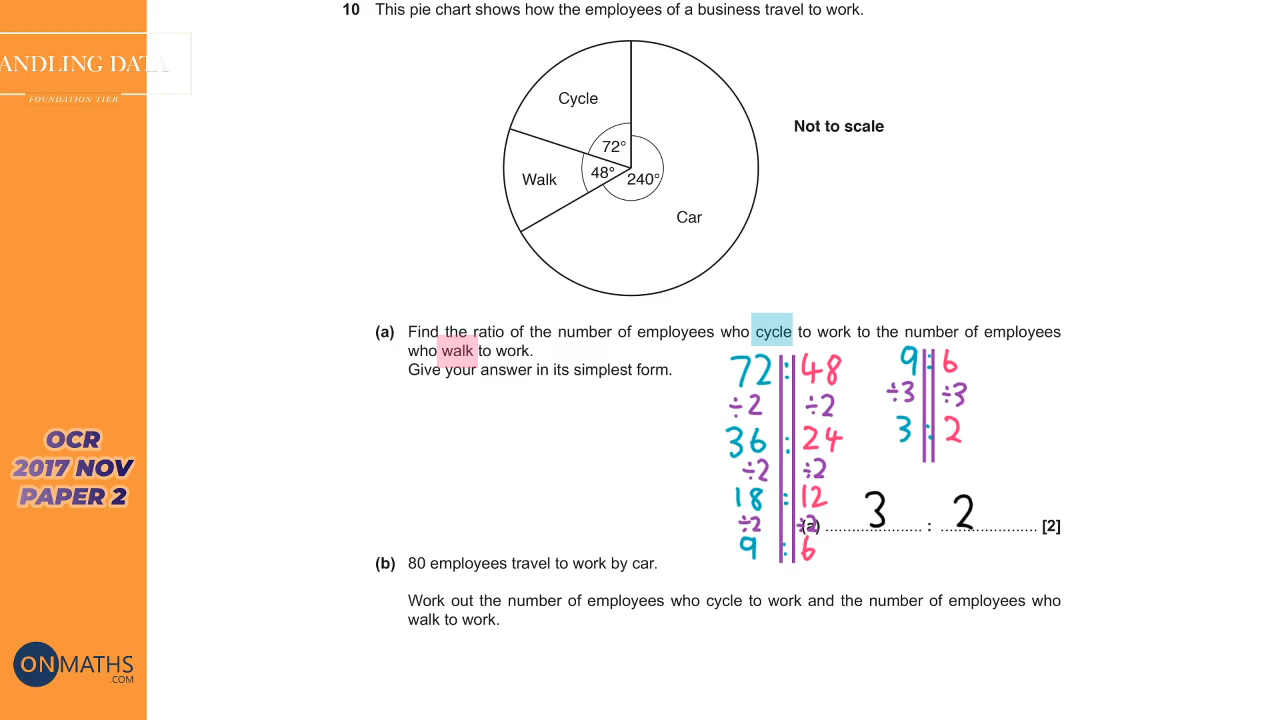 10 This pie chart shows how the employees of a business travel to work.
ANDLING DATA
FOUNDATION TIER
Cycle
Not to scale
72°
Walk
48°
240°
Car
(a) Find the ratio of the number of employees who cycle to work to the number of employees
who walk to work.
Give your answer in its simplest form.
72 : 48
÷2 ÷2
36 : 24
÷2 ÷2
18 : 12
÷2 ÷2
9 : 6
9 : 6
÷3 ÷3
3 : 2
(a) 3 : 2 [2]
OCR
2017 NOV
PAPER 2
(b) 80 employees travel to work by car.
Work out the number of employees who cycle to work and the number of employees who
walk to work.
ONMATHS
.COM